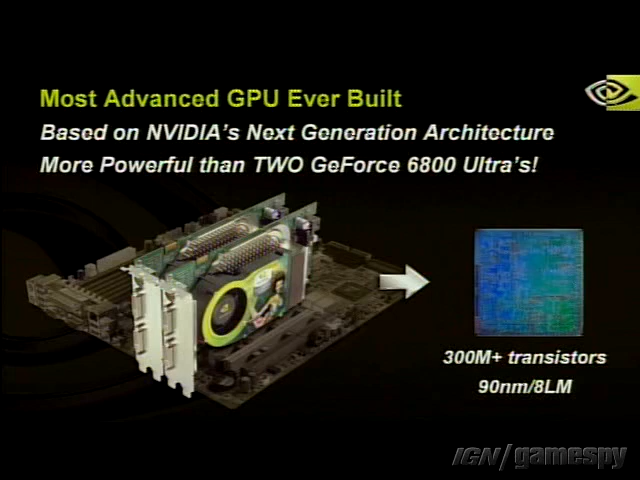 Most Advanced GPU Ever Built
Based on NVIDIA's Next Generation Architecture
More Powerful than TWO GeForce 6800 Ultra's!
300M+ transistors
90nm/8LM
IGN/gamespy